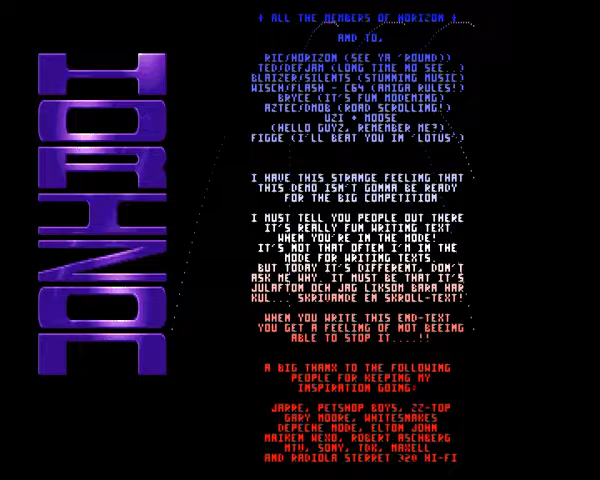 HORIZON
+ ALL THE MEMBERS OF HORIZON +
AND TO,
RIC/HORIZON (SEE YA 'ROUND))
TED/DEFJAM (LONG TIME NO SEE..)
BLAIZER/SILENTS (STUNNING MUSIC)
WISCH/FLASH - C64 (AMIGA RULES!)
BRYCE (IT'S FUN MODEMING)
AZTEC/DMOB (ROAD SCROLLING!)
UZI + MOOSE
(HELLO GUYZ, REMEMBER ME?)
FIGGE (I'LL BEAT YOU IN 'LOTUS')
I HAVE THIS STRANGE FEELING THAT
THIS DEMO ISN'T GONNA BE READY
FOR THE BIG COMPETITION
I MUST TELL YOU PEOPLE OUT THERE
IT'S REALLY FUN WRITING TEXT
WHEN YOU'RE IN THE MODE!
IT'S NOT THAT OFTEN I'M IN THE
MODE FOR WRITING TEXTS.
BUT TODAY IT'S DIFFERENT, DON'T
ASK ME WHY. IT MUST BE THAT IT'S
JULAFTON OCH JAG LIKSOM BARA HAR
KUL... SKRIVANDE EN SKROLL-TEXT!
WHEN YOU WRITE THIS END-TEXT
YOU GET A FEELING OF NOT BEEING
ABLE TO STOP IT....!!
A BIG THANX TO THE FOLLOWING
PEOPLE FOR KEEPING MY
INSPIRATION GOING:
JARRE, PETSHOP BOYS, ZZ-TOP
GARY MOORE, WHITESNAKES
DEPECHE MODE, ELTON JOHN
MAIKEN WEXO, ROBERT ASCHBERG
MTV, SONY, TDK, MAXELL
AND RADIOLA STERRET 320 HI-FI